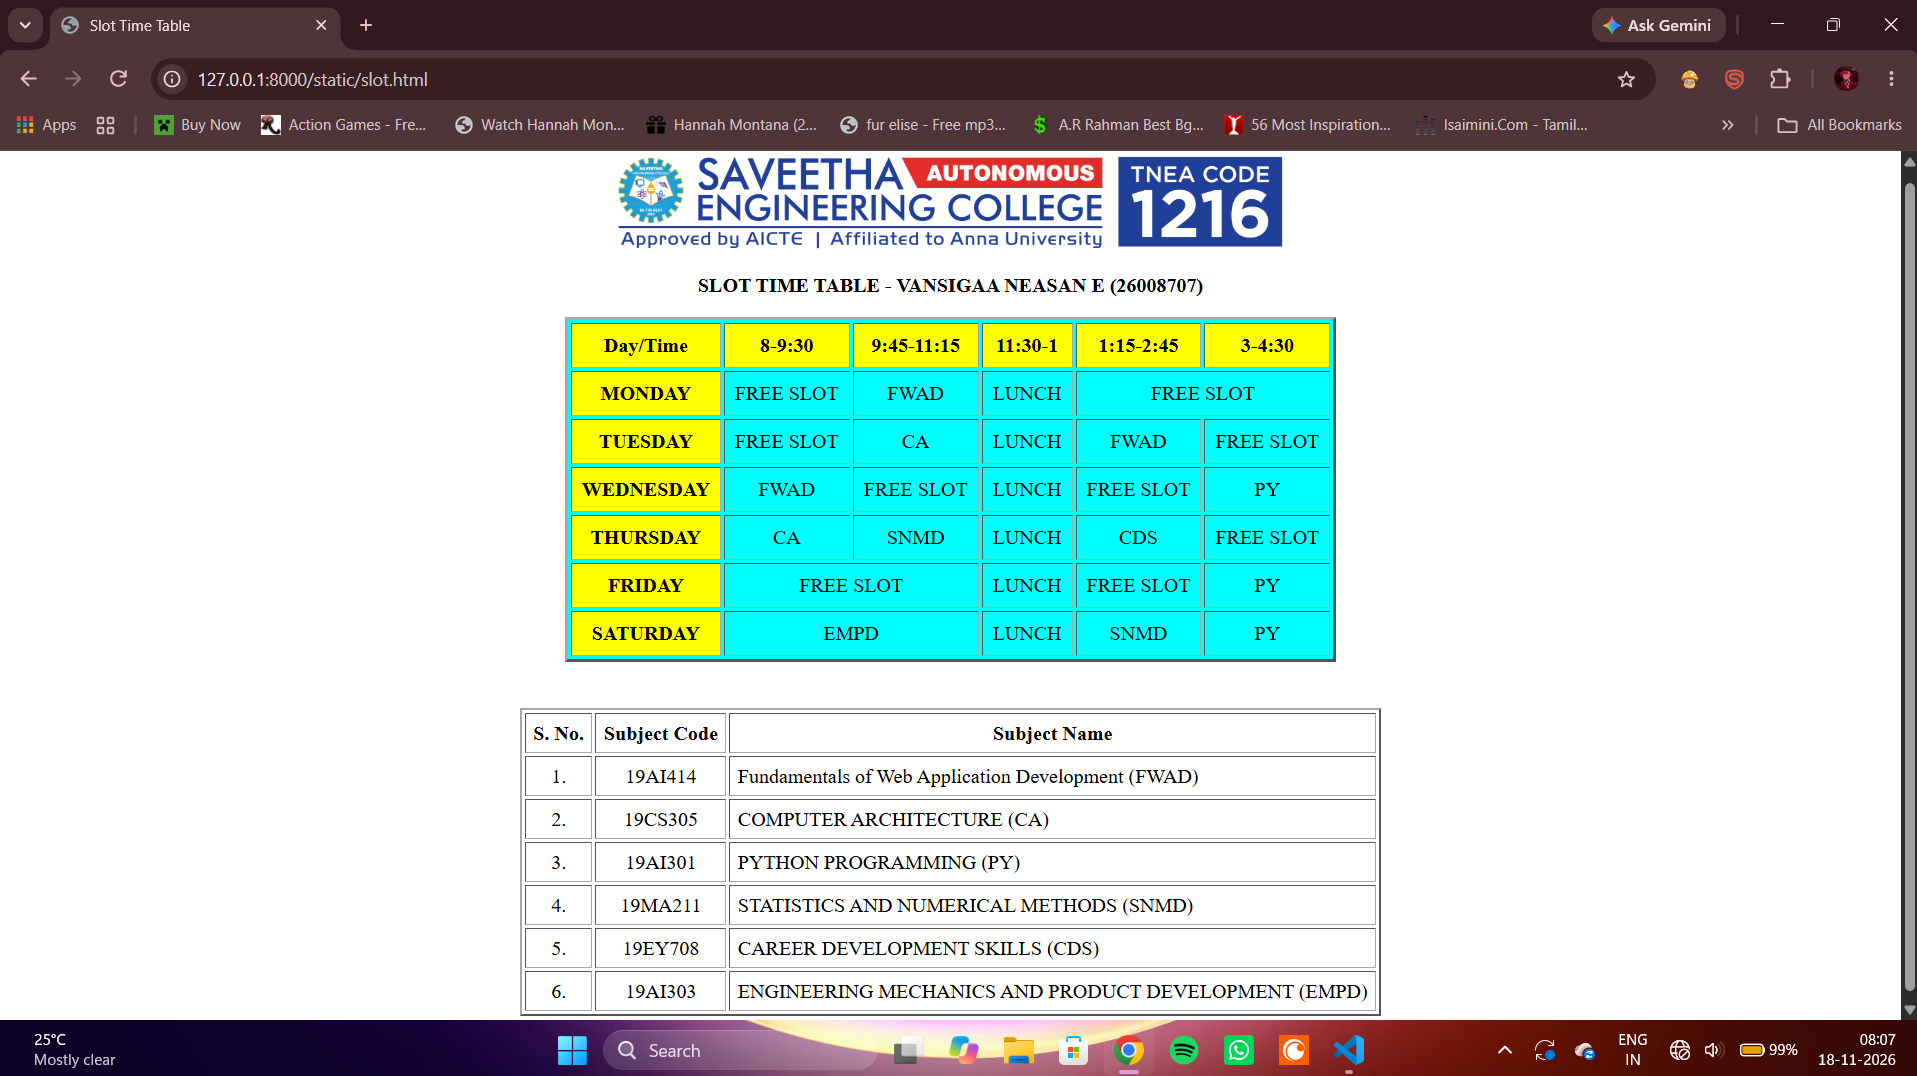 Slot Time Table
Ask Gemini
127.0.0.1:8000/static/slot.html
Apps
Buy Now
Action Games - Fre...
Watch Hannah Mon...
Hannah Montana (2...
fur elise - Free mp3...
A.R Rahman Best Bg...
56 Most Inspiration...
Isaimini.Com - Tamil...
All Bookmarks
SAVEETHA AUTONOMOUS
ENGINEERING COLLEGE
Approved by AICTE | Affiliated to Anna University
TNEA CODE
1216
SLOT TIME TABLE - VANSIGAA NEASAN E (26008707)
Day/Time 8-9:30 9:45-11:15 11:30-1 1:15-2:45 3-4:30
MONDAY FREE SLOT FWAD LUNCH FREE SLOT
TUESDAY FREE SLOT CA LUNCH FWAD FREE SLOT
WEDNESDAY FWAD FREE SLOT LUNCH FREE SLOT PY
THURSDAY CA SNMD LUNCH CDS FREE SLOT
FRIDAY FREE SLOT LUNCH FREE SLOT PY
SATURDAY EMPD LUNCH SNMD PY
S. No. Subject Code Subject Name
1. 19AI414 Fundamentals of Web Application Development (FWAD)
2. 19CS305 COMPUTER ARCHITECTURE (CA)
3. 19AI301 PYTHON PROGRAMMING (PY)
4. 19MA211 STATISTICS AND NUMERICAL METHODS (SNMD)
5. 19EY708 CAREER DEVELOPMENT SKILLS (CDS)
6. 19AI303 ENGINEERING MECHANICS AND PRODUCT DEVELOPMENT (EMPD)
25°C
Mostly clear
Search
ENG
IN
99%
08:07
18-11-2026